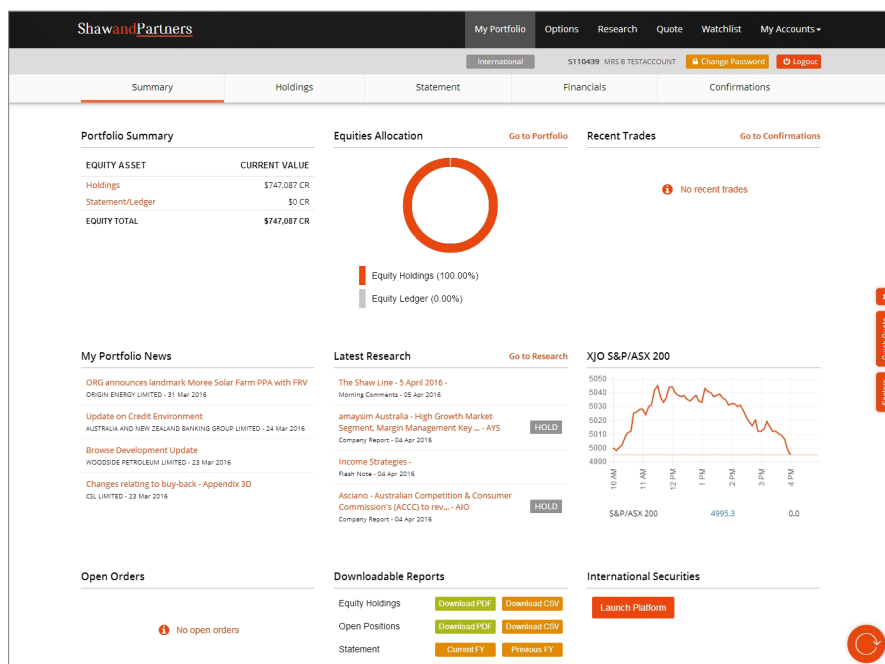 ShawandPartners
My Portfolio Options Research Quote Watchlist My Accounts
International S110439 MRS B TESTACCOUNT Change Password Logout
Summary Holdings Statement Financials Confirmations
Portfolio Summary
EQUITY ASSET CURRENT VALUE
Holdings $747,087 CR
Statement/Ledger $0 CR
EQUITY TOTAL $747,087 CR
Equities Allocation Go to Portfolio
Equity Holdings (100.00%)
Equity Ledger (0.00%)
Recent Trades Go to Confirmations
No recent trades
My Portfolio News
ORG announces landmark Moree Solar Farm PPA with FRV
ORIGIN ENERGY LIMITED - 31 Mar 2016
Update on Credit Environment
AUSTRALIA AND NEW ZEALAND BANKING GROUP LIMITED - 24 Mar 2016
Browse Development Update
WOODSIDE PETROLEUM LIMITED - 23 Mar 2016
Changes relating to buy-back - Appendix 3D
CSL LIMITED - 23 Mar 2016
Latest Research Go to Research
The Shaw Line - 5 April 2016 -
Morning Comments - 05 Apr 2016
amaysim Australia - High Growth Market
Segment, Margin Management Key ... - AYS HOLD
Company Report - 04 Apr 2016
Income Strategies -
Flash Note - 04 Apr 2016
Asciano - Australian Competition & Consumer
Commission's (ACCC) to rev... - AIO HOLD
Company Report - 04 Apr 2016
XJO S&P/ASX 200
5050
5040
5030
5020
5010
5000
4990
10 AM 11 AM 12 PM 1 PM 2 PM 3 PM 4 PM
S&P/ASX 200 4995.3 0.0
Open Orders
No open orders
Downloadable Reports
Equity Holdings Download PDF Download CSV
Open Positions Download PDF Download CSV
Statement Current FY Previous FY
International Securities
Launch Platform